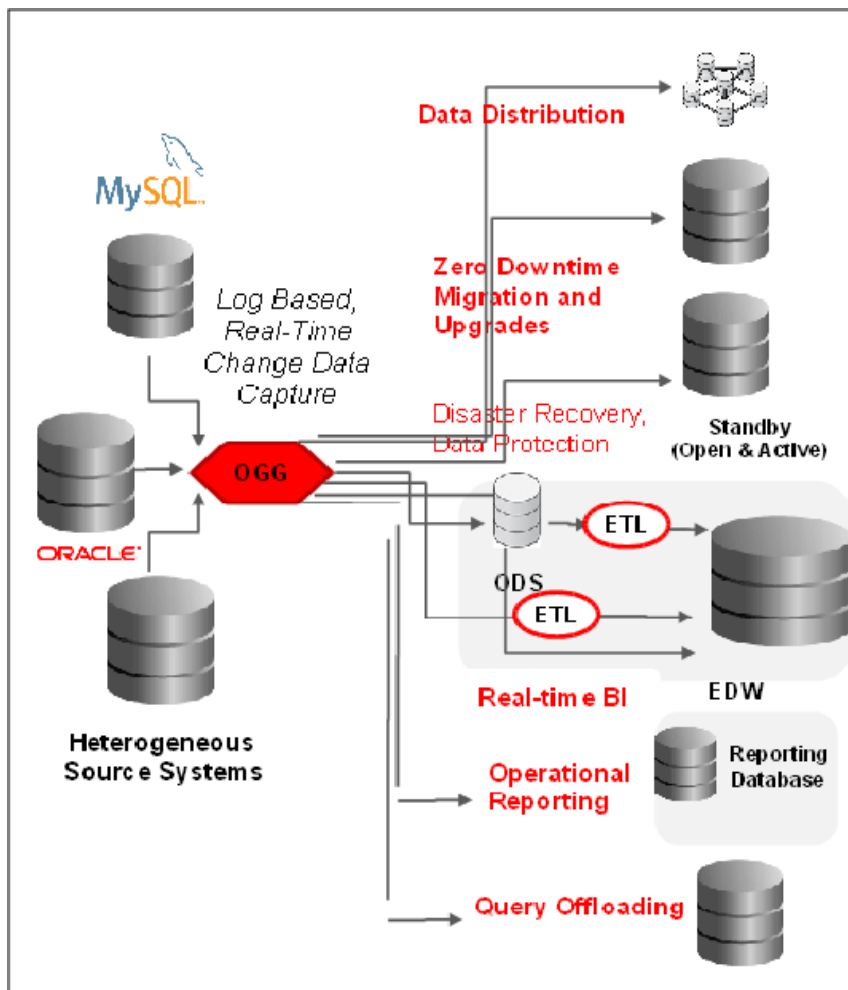 Data Distribution
MySQL™
Zero Downtime
Migration and
Upgrades
Log Based,
Real-Time
Change Data
Capture
Disaster Recovery,
Data Protection
Standby
(Open & Active)
OGG
ORACLE®
ETL
ODS
ETL
Real-time BI
EDW
Heterogeneous
Source Systems
Operational
Reporting
Reporting
Database
Query Offloading